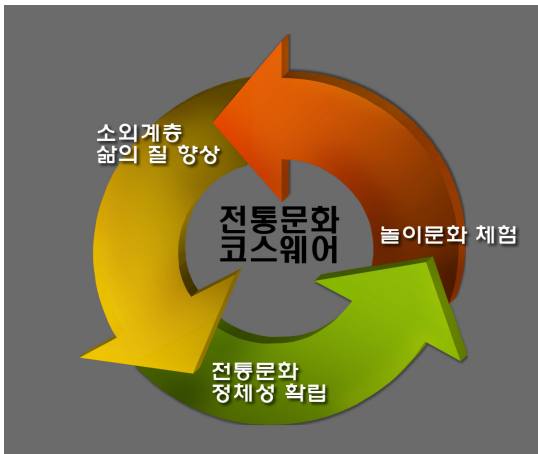 소외계층
삶의 질 향상
전통문화
코스웨어
놀이문화 체험
전통문화
정체성 확립